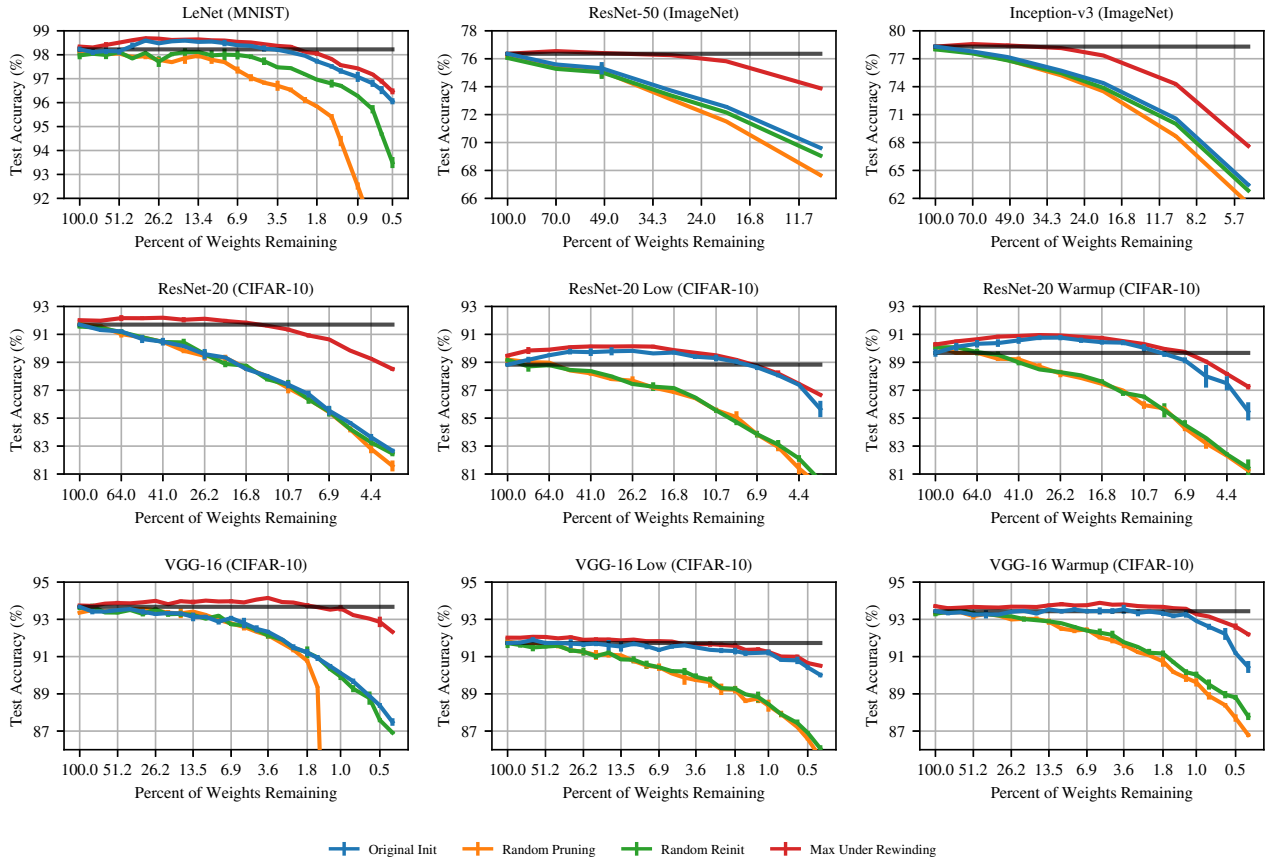 LeNet (MNIST)
99
98
97
96
95
94
93
92
Test Accuracy (%)
100.0 51.2 26.2 13.4 6.9 3.5 1.8 0.9 0.5
Percent of Weights Remaining
ResNet-50 (ImageNet)
78
76
74
72
70
68
66
Test Accuracy (%)
100.0 70.0 49.0 34.3 24.0 16.8 11.7
Percent of Weights Remaining
Inception-v3 (ImageNet)
80
76
74
71
68
65
62
Test Accuracy (%)
100.0 70.0 49.0 34.3 24.0 16.8 11.7 8.2 5.7
Percent of Weights Remaining
ResNet-20 (CIFAR-10)
93
91
89
87
85
83
81
Test Accuracy (%)
100.0 64.0 41.0 26.2 16.8 10.7 6.9 4.4
Percent of Weights Remaining
ResNet-20 Low (CIFAR-10)
93
91
89
87
85
83
81
Test Accuracy (%)
100.0 64.0 41.0 26.2 16.8 10.7 6.9 4.4
Percent of Weights Remaining
ResNet-20 Warmup (CIFAR-10)
93
91
89
87
85
83
81
Test Accuracy (%)
100.0 64.0 41.0 26.2 16.8 10.7 6.9 4.4
Percent of Weights Remaining
VGG-16 (CIFAR-10)
95
93
91
89
87
Test Accuracy (%)
100.0 51.2 26.2 13.5 6.9 3.6 1.8 1.0 0.5
Percent of Weights Remaining
VGG-16 Low (CIFAR-10)
95
93
91
89
87
Test Accuracy (%)
100.0 51.2 26.2 13.5 6.9 3.6 1.8 1.0 0.5
Percent of Weights Remaining
VGG-16 Warmup (CIFAR-10)
95
93
91
89
87
Test Accuracy (%)
100.0 51.2 26.2 13.5 6.9 3.6 1.8 1.0 0.5
Percent of Weights Remaining
Original Init Random Pruning Random Reinit Max Under Rewinding